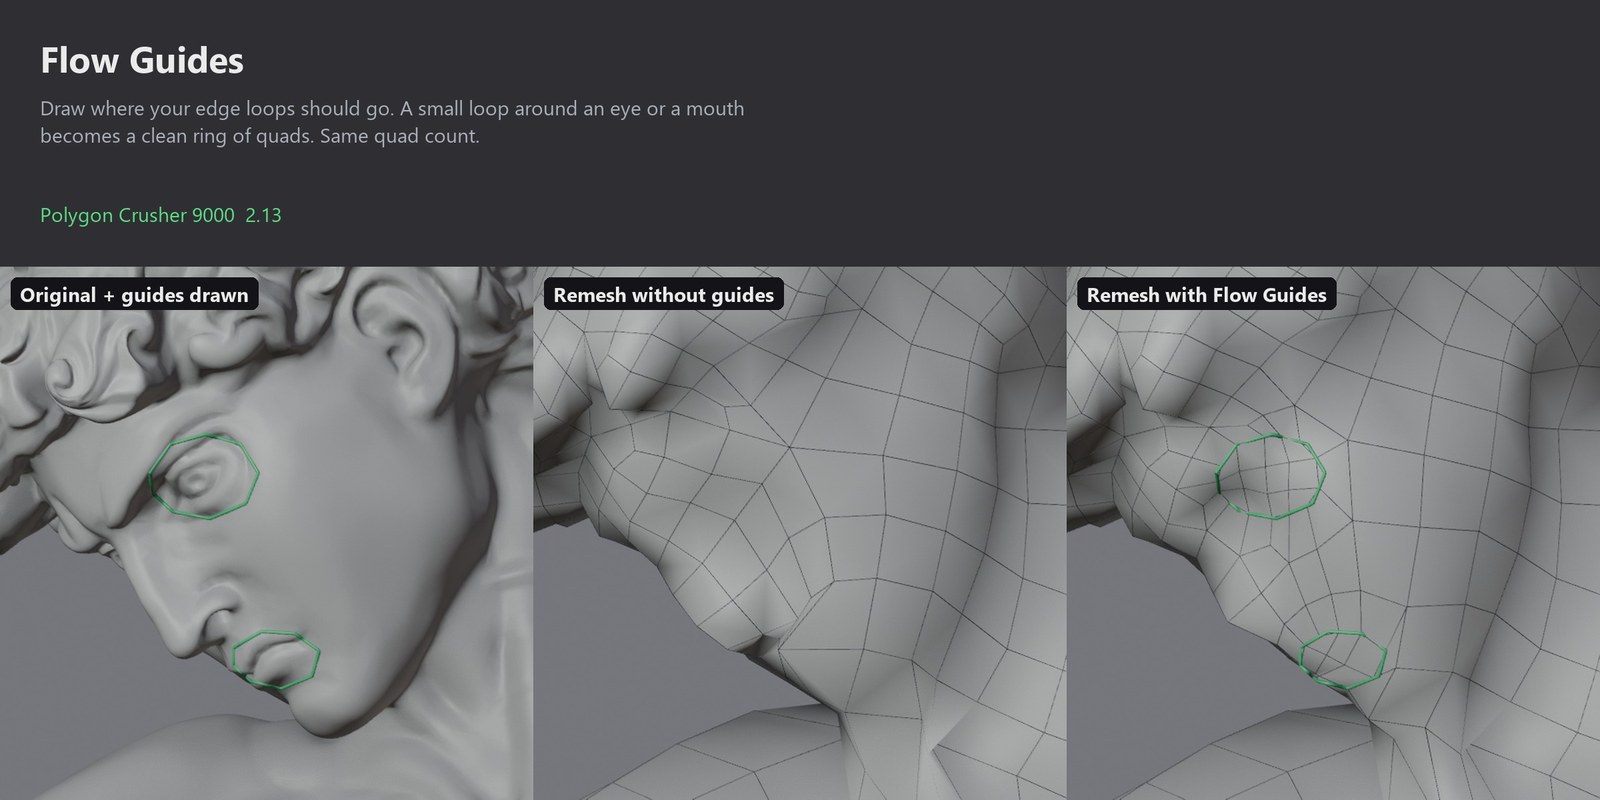 Flow Guides
Draw where your edge loops should go. A small loop around an eye or a mouth
becomes a clean ring of quads. Same quad count.
Polygon Crusher 9000  2.13
Original + guides drawn
Remesh without guides
Remesh with Flow Guides